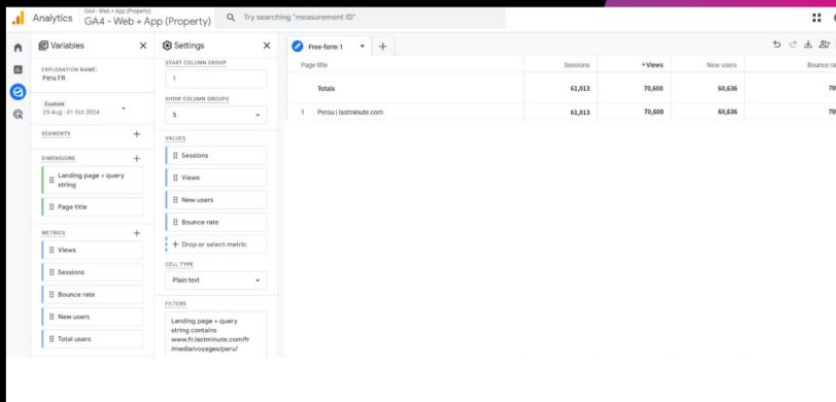 Analytics
GA4 - Web + App (Property)
GA4 - Web + App (Property)
Try searching "measurement ID"
Variables
EXPLORATION NAME:
Peru FR
Custom
29 Aug - 31 Oct 2024
SEGMENTS
DIMENSIONS
Landing page + query
string
Page title
METRICS
Views
Sessions
Bounce rate
New users
Total users
Settings
START COLUMN GROUP
1
SHOW COLUMN GROUPS
5
VALUES
Sessions
Views
New users
Bounce rate
Drop or select metric
CELL TYPE
Plain text
FILTERS
Landing page + query
string contains
www.fr.lastminute.com/fr
/media/voyages/peru/
Free-form 1
Page title Sessions Views New users Bounce ra
Totals 61,013 70,600 60,636 70
1 Perou | lastminute.com 61,013 70,600 60,636 70